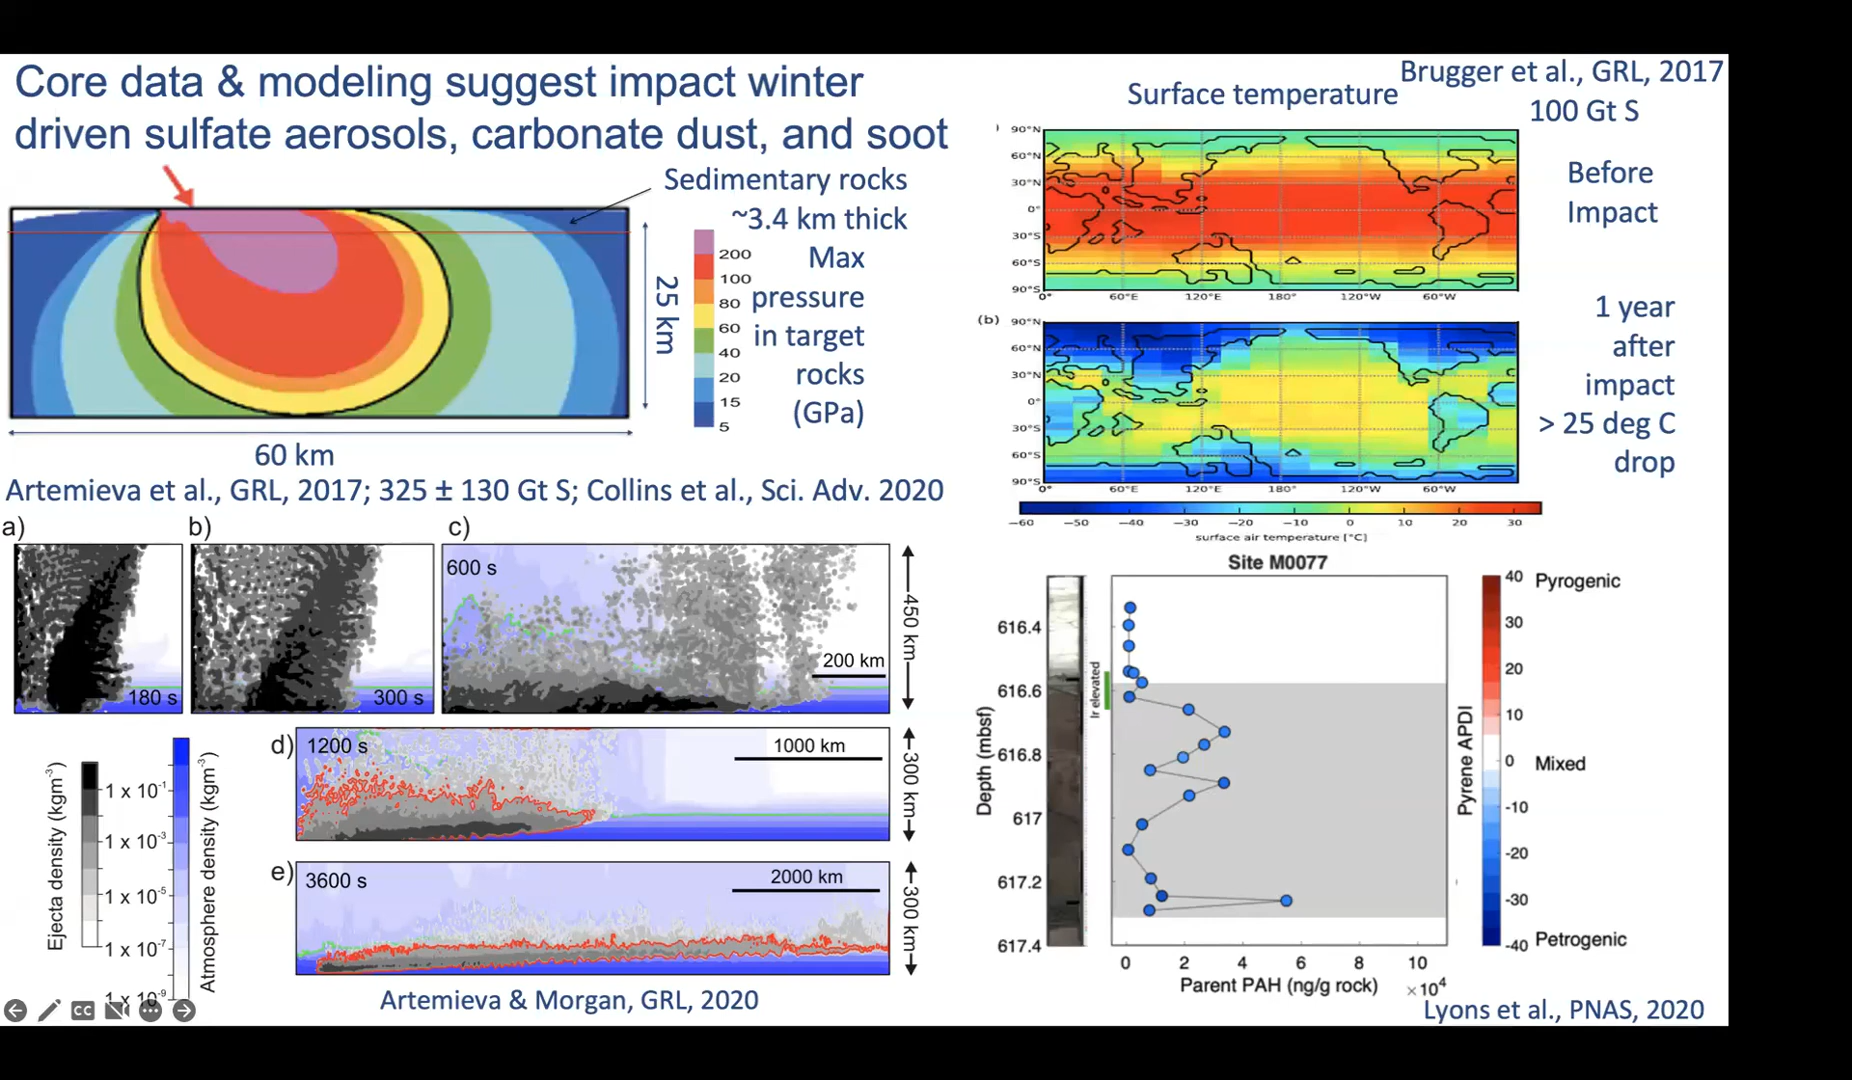 Core data & modeling suggest impact winter
driven sulfate aerosols, carbonate dust, and soot
Sedimentary rocks
~3.4 km thick
Max
pressure
in target
rocks
(GPa)
200
100
80
60
40
20
15
5
25 km
60 km
Artemieva et al., GRL, 2017; 325 ± 130 Gt S; Collins et al., Sci. Adv. 2020
a)
180 s
b)
300 s
c)
600 s
200 km
450 km
d)
1200 s
1000 km
300 km
e)
3600 s
2000 km
300 km
Ejecta density (kgm-3)
1 x 10-1
1 x 10-3
1 x 10-5
1 x 10-7
1 x 10-9
Atmosphere density (kgm-3)
CC
Artemieva & Morgan, GRL, 2020
Brugger et al., GRL, 2017
Surface temperature
100 Gt S
Before
Impact
90°N
60°N
30°N
0°
30°S
60°S
90°S
0° 60°E 120°E 180° 120°W 60°W
(b)
90°N
60°N
30°N
0°
30°S
60°S
90°S
0° 60°E 120°E 180° 120°W 60°W
1 year
after
impact
> 25 deg C
drop
−60 −50 −40 −30 −20 −10 0 10 20 30
surface air temperature [°C]
Site M0077
Depth (mbsf)
616.4
616.6
616.8
617
617.2
617.4
Ir elevated
0 2 4 6 8 10
Parent PAH (ng/g rock) ×10^4
Pyrene APDI
40 Pyrogenic
30
20
10
0 Mixed
-10
-20
-30
-40 Petrogenic
Lyons et al., PNAS, 2020